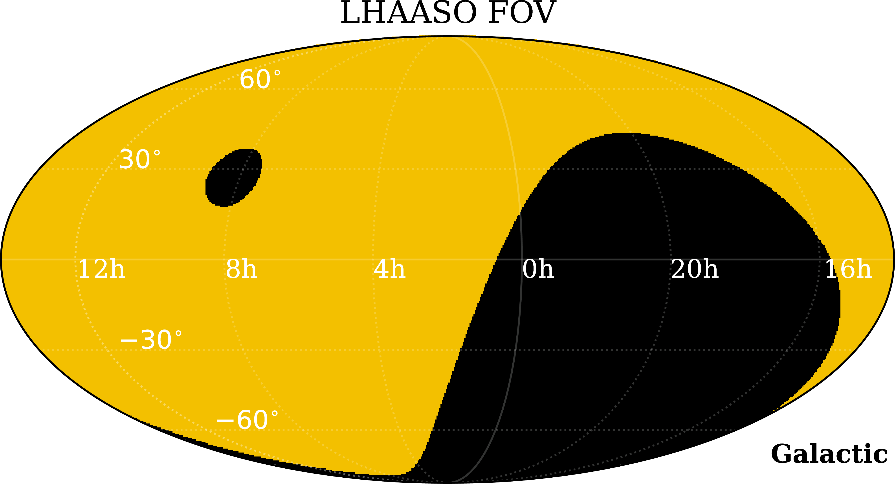 LHAASO FOV
60°
30°
12h 8h 4h 0h 20h 16h
−30°
−60°
Galactic